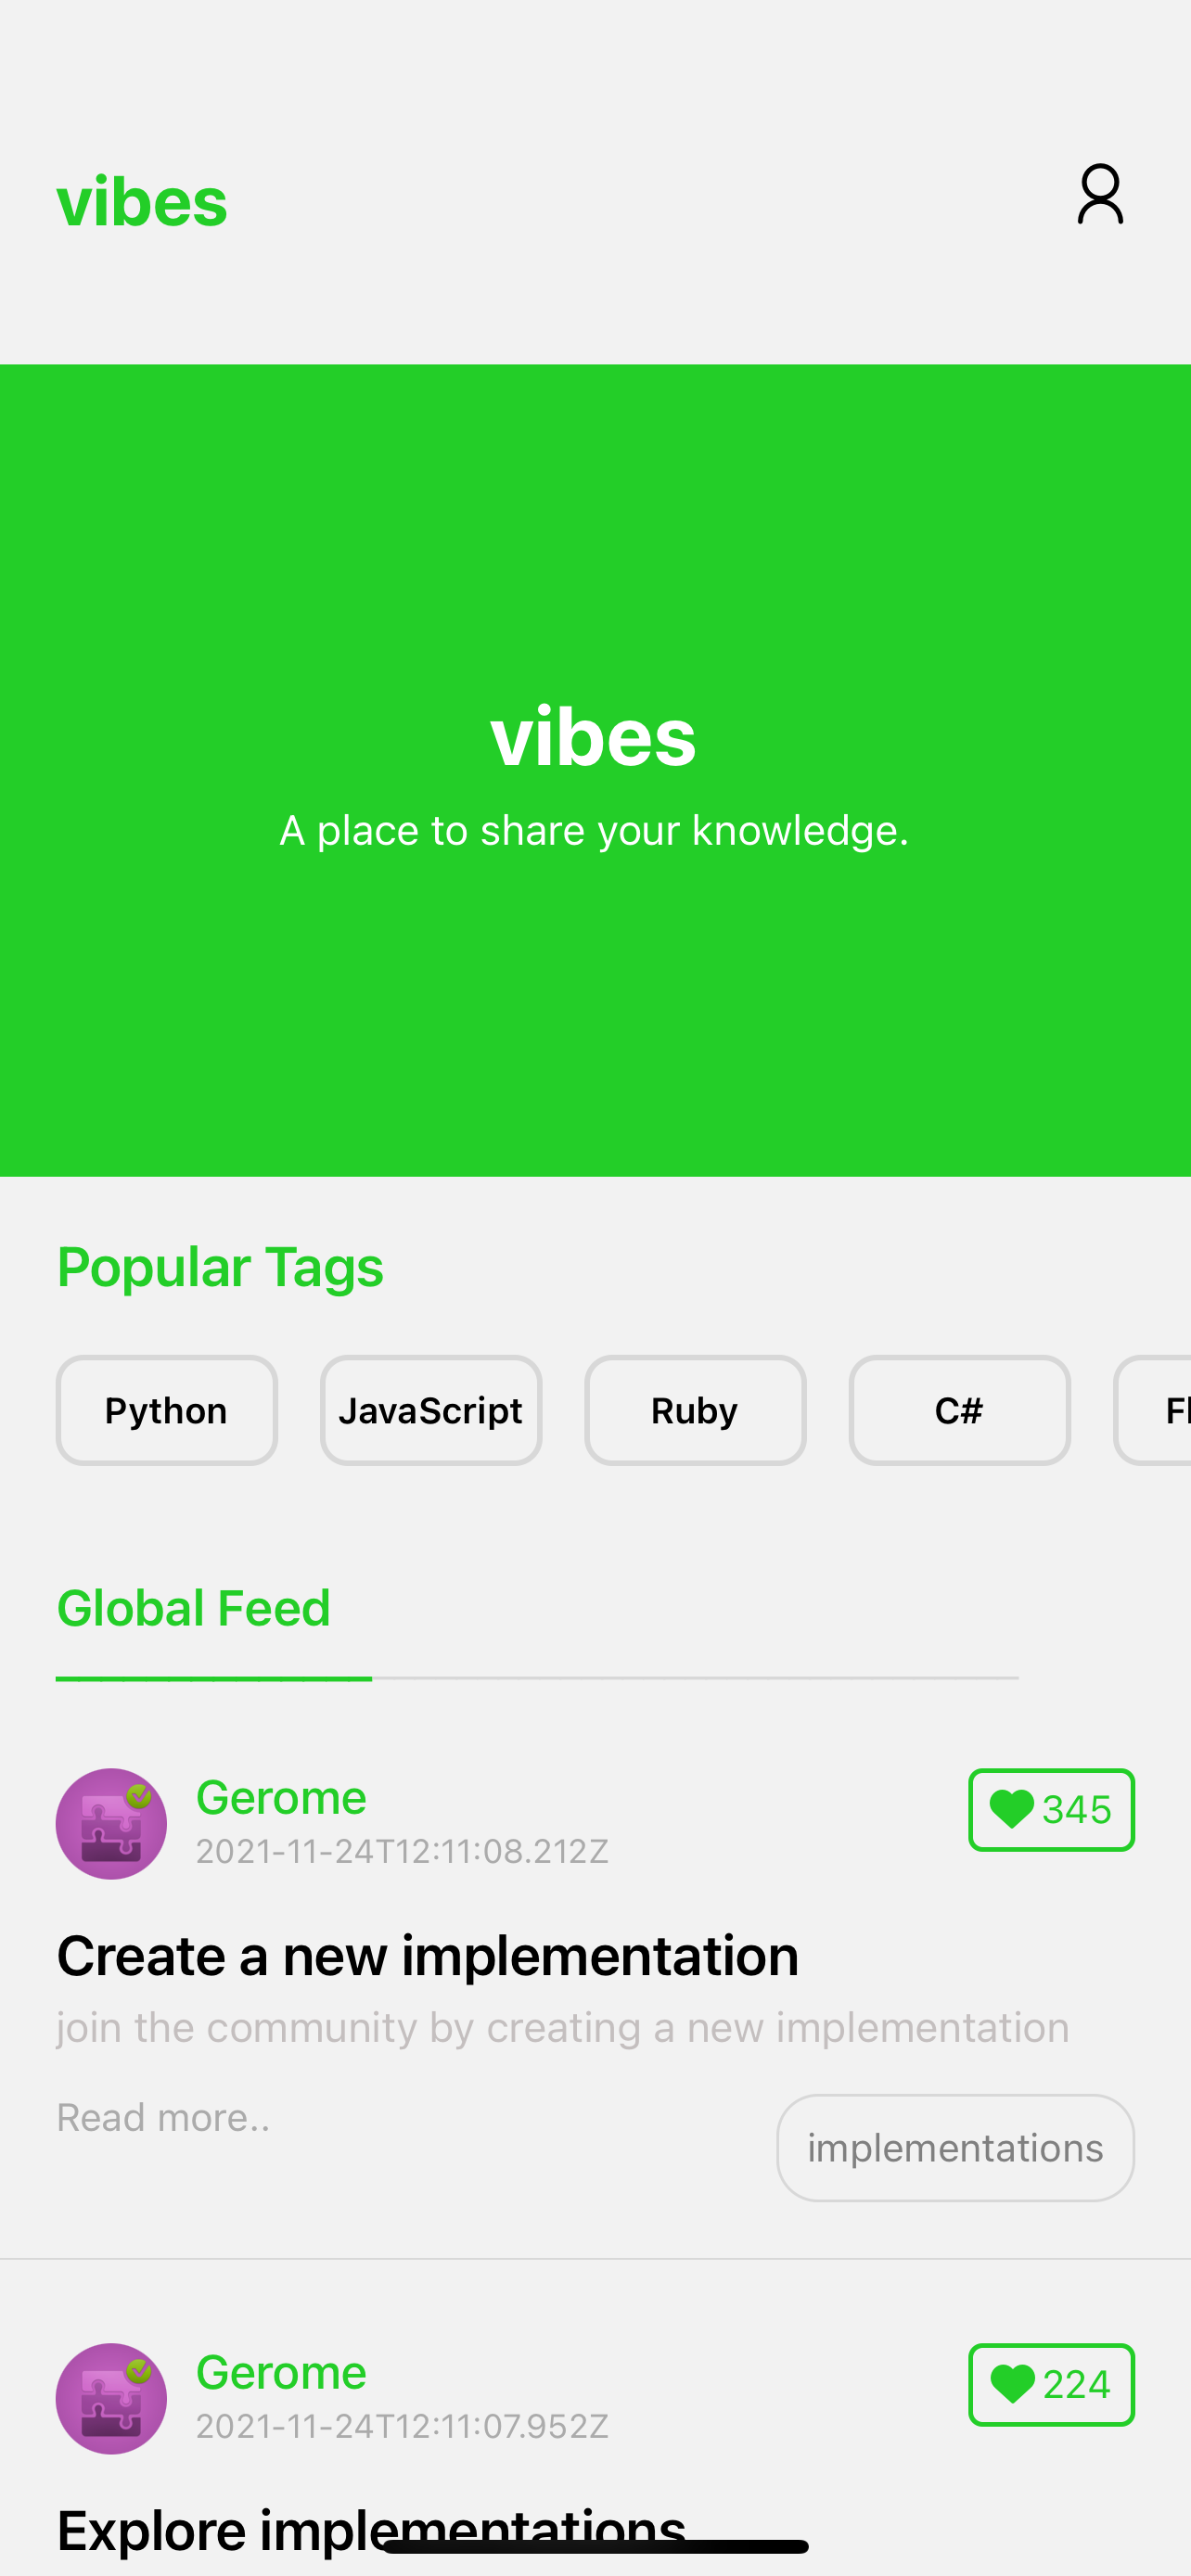 vibes
vibes
A place to share your knowledge.
Popular Tags
Python JavaScript Ruby C# Fl
Global Feed
Gerome
345
2021-11-24T12:11:08.212Z
Create a new implementation
join the community by creating a new implementation
Read more..
implementations
Gerome
224
2021-11-24T12:11:07.952Z
Explore implementations